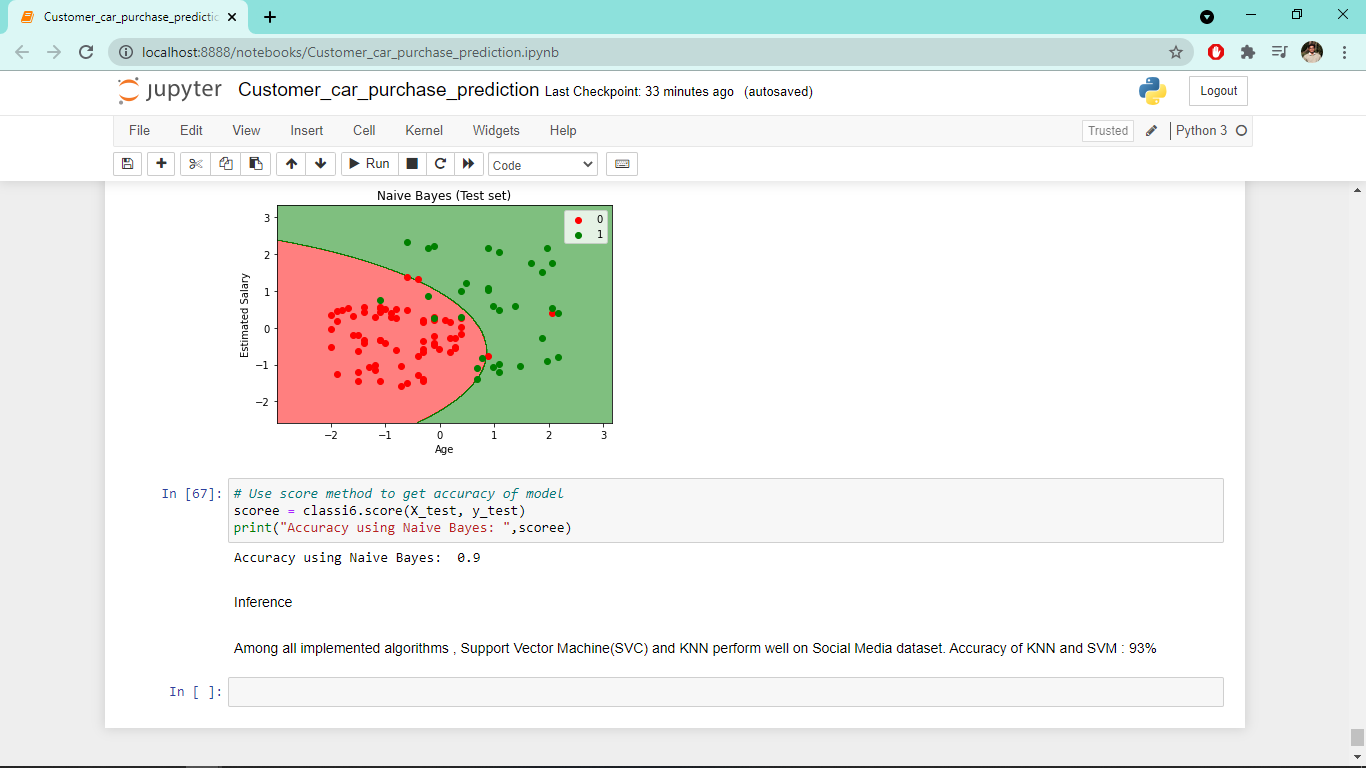 Customer_car_purchase_predictio
localhost:8888/notebooks/Customer_car_purchase_prediction.ipynb
jupyter Customer_car_purchase_prediction Last Checkpoint: 33 minutes ago (autosaved)
Logout
File Edit View Insert Cell Kernel Widgets Help
Trusted
Python 3
Run
Code
Naive Bayes (Test set)
0
1
3
2
1
0
−1
−2
Estimated Salary
−2 −1 0 1 2 3
Age
In [67]:
# Use score method to get accuracy of model
scoree = classi6.score(X_test, y_test)
print("Accuracy using Naive Bayes: ",scoree)
Accuracy using Naive Bayes:  0.9
Inference
Among all implemented algorithms , Support Vector Machine(SVC) and KNN perform well on Social Media dataset. Accuracy of KNN and SVM : 93%
In [ ]: